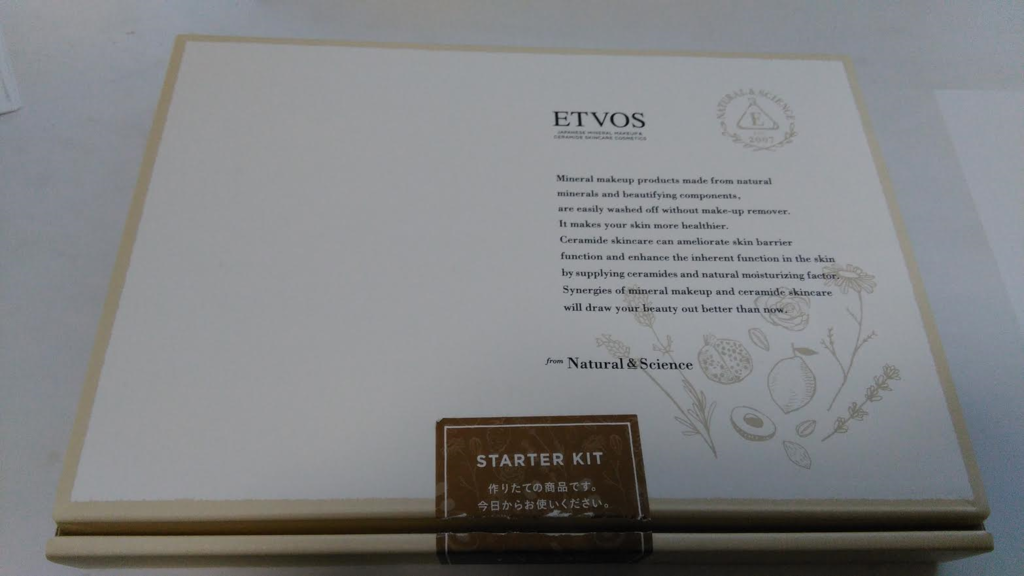 ETVOS
JAPANESE MINERAL MAKEUP&
CERAMIDE SKINCARE COSMETICS
NATURAL & SCIENCE
E.
2007
Mineral makeup products made from natural
minerals and beautifying components,
are easily washed off without make-up remover.
It makes your skin more healthier.
Ceramide skincare can ameliorate skin barrier
function and enhance the inherent function in the skin
by supplying ceramides and natural moisturizing factor.
Synergies of mineral makeup and ceramide skincare
will draw your beauty out better than now.
from Natural & Science
STARTER KIT
作りたての商品です。
今日からお使いください。